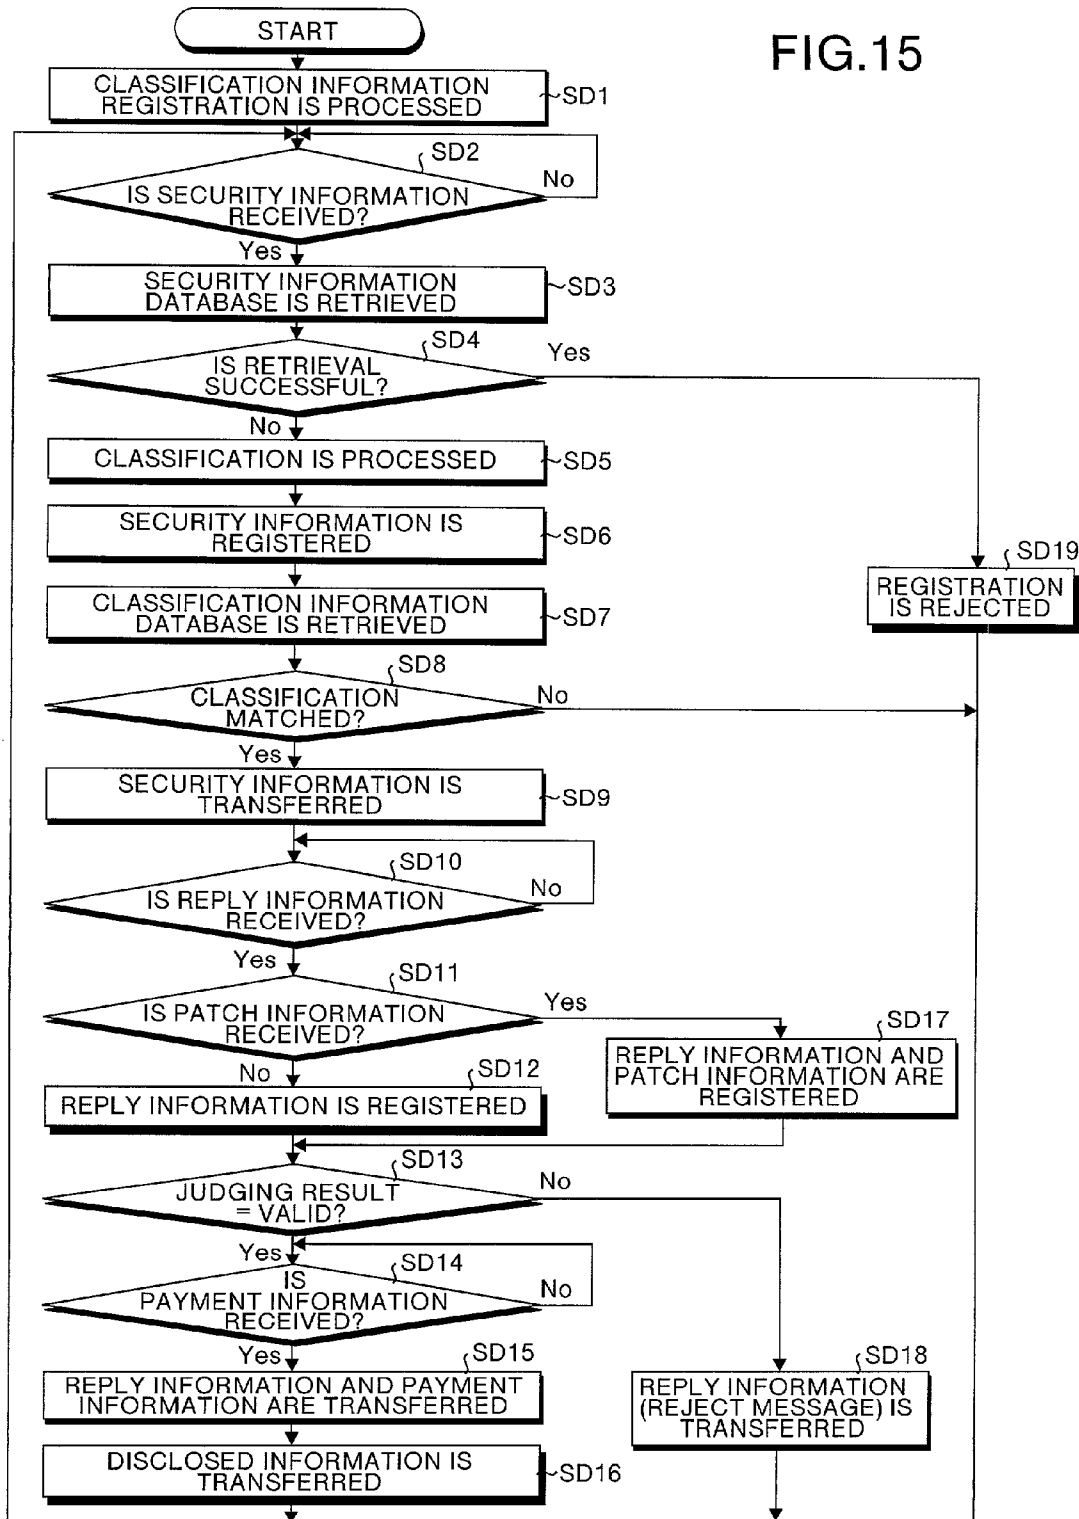 START
FIG.15
CLASSIFICATION INFORMATION
REGISTRATION IS PROCESSED
SD1
SD2
No
IS SECURITY INFORMATION
RECEIVED?
Yes
SECURITY INFORMATION
DATABASE IS RETRIEVED
SD3
SD4
Yes
IS RETRIEVAL
SUCCESSFUL?
No
CLASSIFICATION IS PROCESSED
SD5
SECURITY INFORMATION IS
REGISTERED
SD6
SD19
REGISTRATION
IS REJECTED
CLASSIFICATION INFORMATION
DATABASE IS RETRIEVED
SD7
SD8
No
CLASSIFICATION
MATCHED?
Yes
SECURITY INFORMATION IS
TRANSFERRED
SD9
SD10
No
IS REPLY INFORMATION
RECEIVED?
Yes
SD11
Yes
IS PATCH INFORMATION
RECEIVED?
No
SD17
REPLY INFORMATION AND
PATCH INFORMATION ARE
REGISTERED
SD12
REPLY INFORMATION IS REGISTERED
SD13
No
JUDGING RESULT
= VALID?
Yes
SD14
No
IS
PAYMENT INFORMATION
RECEIVED?
Yes
SD15
REPLY INFORMATION AND PAYMENT
INFORMATION ARE TRANSFERRED
SD18
REPLY INFORMATION
(REJECT MESSAGE) IS
TRANSFERRED
DISCLOSED INFORMATION IS
TRANSFERRED
SD16